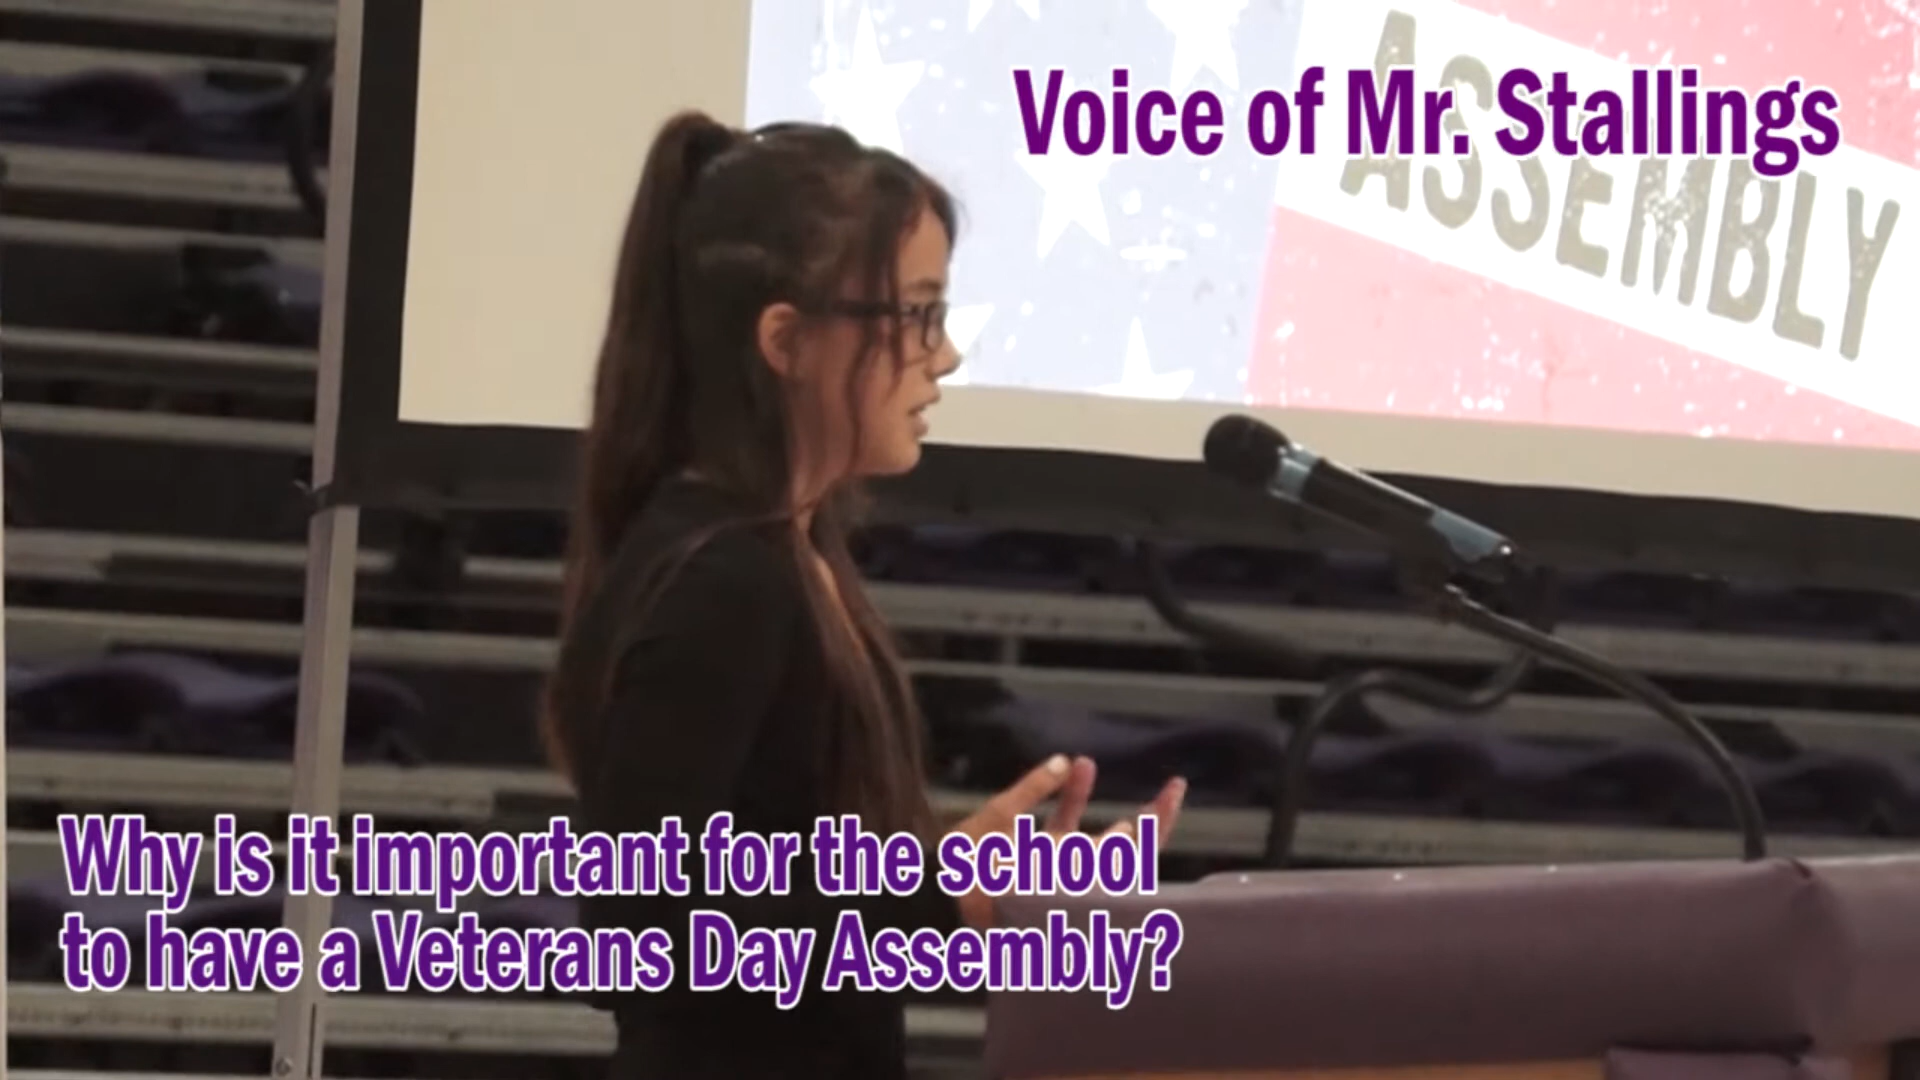 Voice of Mr. Stallings
ASSEMBLY
Why is it important for the school
to have a Veterans Day Assembly?